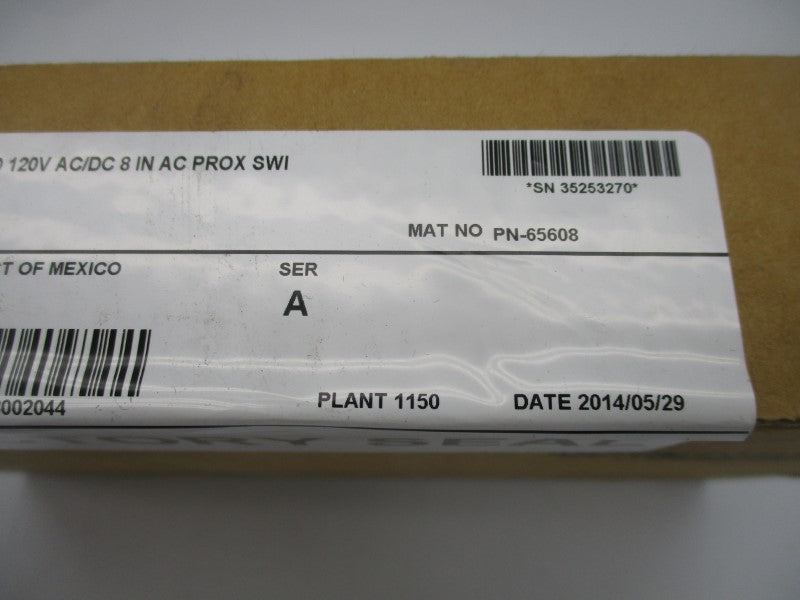 120V AC/DC 8 IN AC PROX SWI
*SN 35253270*
MAT NO PN-65608
OF MEXICO
SER
A
002044
PLANT 1150 DATE 2014/05/29
SEAL